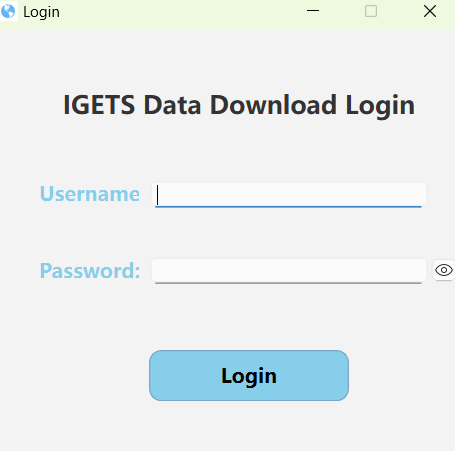 Login
IGETS Data Download Login
Username
Password:
Login